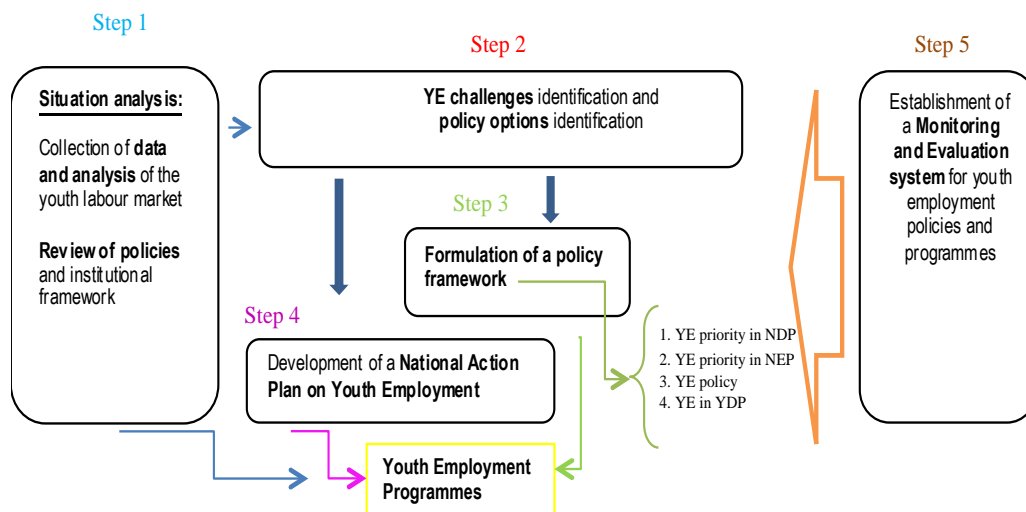 Step 1
Situation analysis:
Collection of data
and analysis of the
youth labour market
Review of policies
and institutional
framework
Step 2
YE challenges identification and
policy options identification
Step 3
Formulation of a policy
framework
1. YE priority in NDP
2. YE priority in NEP
3. YE policy
4. YE in YDP
Step 4
Development of a National Action
Plan on Youth Employment
Youth Employment
Programmes
Step 5
Establishment of
a Monitoring
and Evaluation
system for youth
employment
policies and
programmes